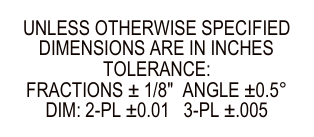 UNLESS OTHERWISE SPECIFIED
DIMENSIONS ARE IN INCHES
TOLERANCE:
FRACTIONS ± 1/8"  ANGLE ±0.5°
DIM: 2-PL ±0.01   3-PL ±.005